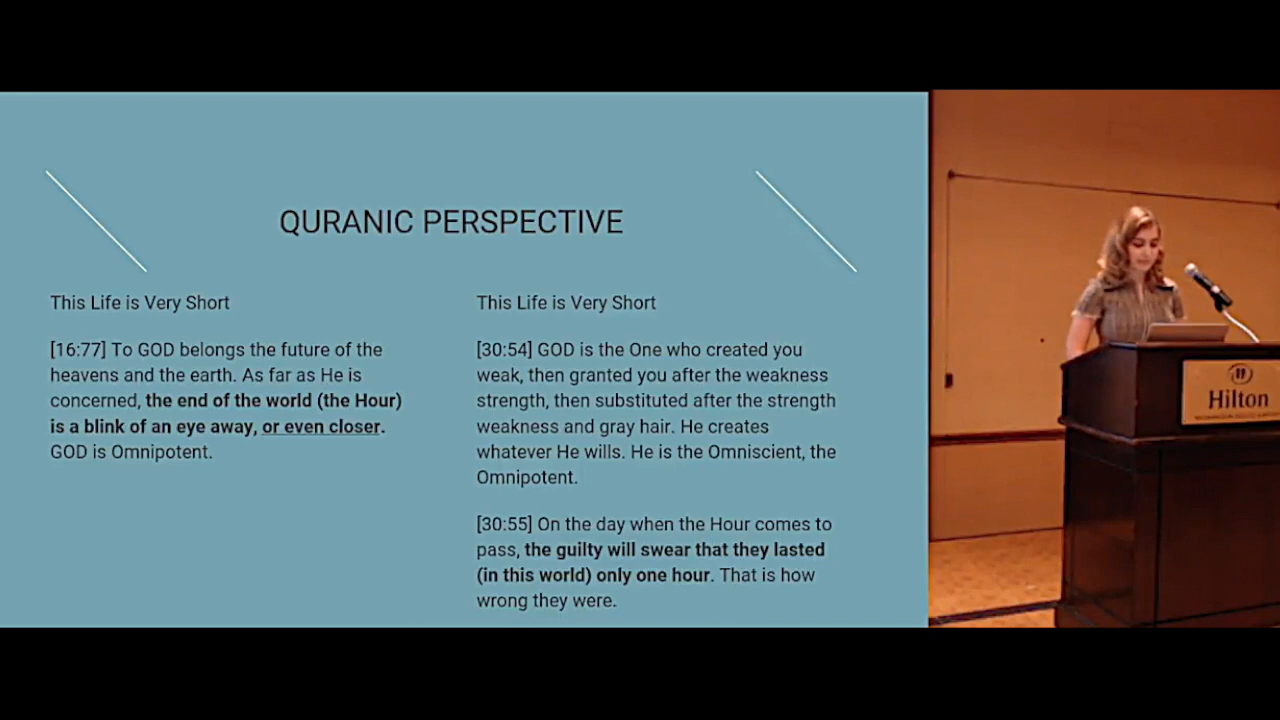 QURANIC PERSPECTIVE
This Life is Very Short
[16:77] To GOD belongs the future of the
heavens and the earth. As far as He is
concerned, the end of the world (the Hour)
is a blink of an eye away, or even closer.
GOD is Omnipotent.
This Life is Very Short
[30:54] GOD is the One who created you
weak, then granted you after the weakness
strength, then substituted after the strength
weakness and gray hair. He creates
whatever He wills. He is the Omniscient, the
Omnipotent.
[30:55] On the day when the Hour comes to
pass, the guilty will swear that they lasted
(in this world) only one hour. That is how
wrong they were.
Hilton